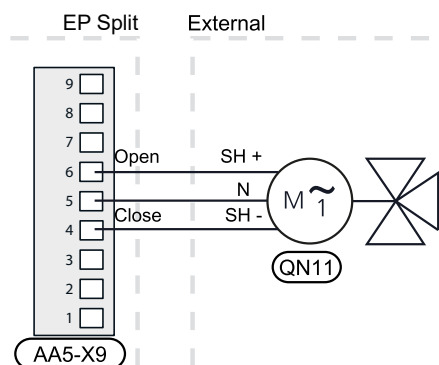 EP Split External
9
8
7
6 Open SH +
5 N
4 Close SH -
3
2
1
M ~ 1
QN11
AA5-X9